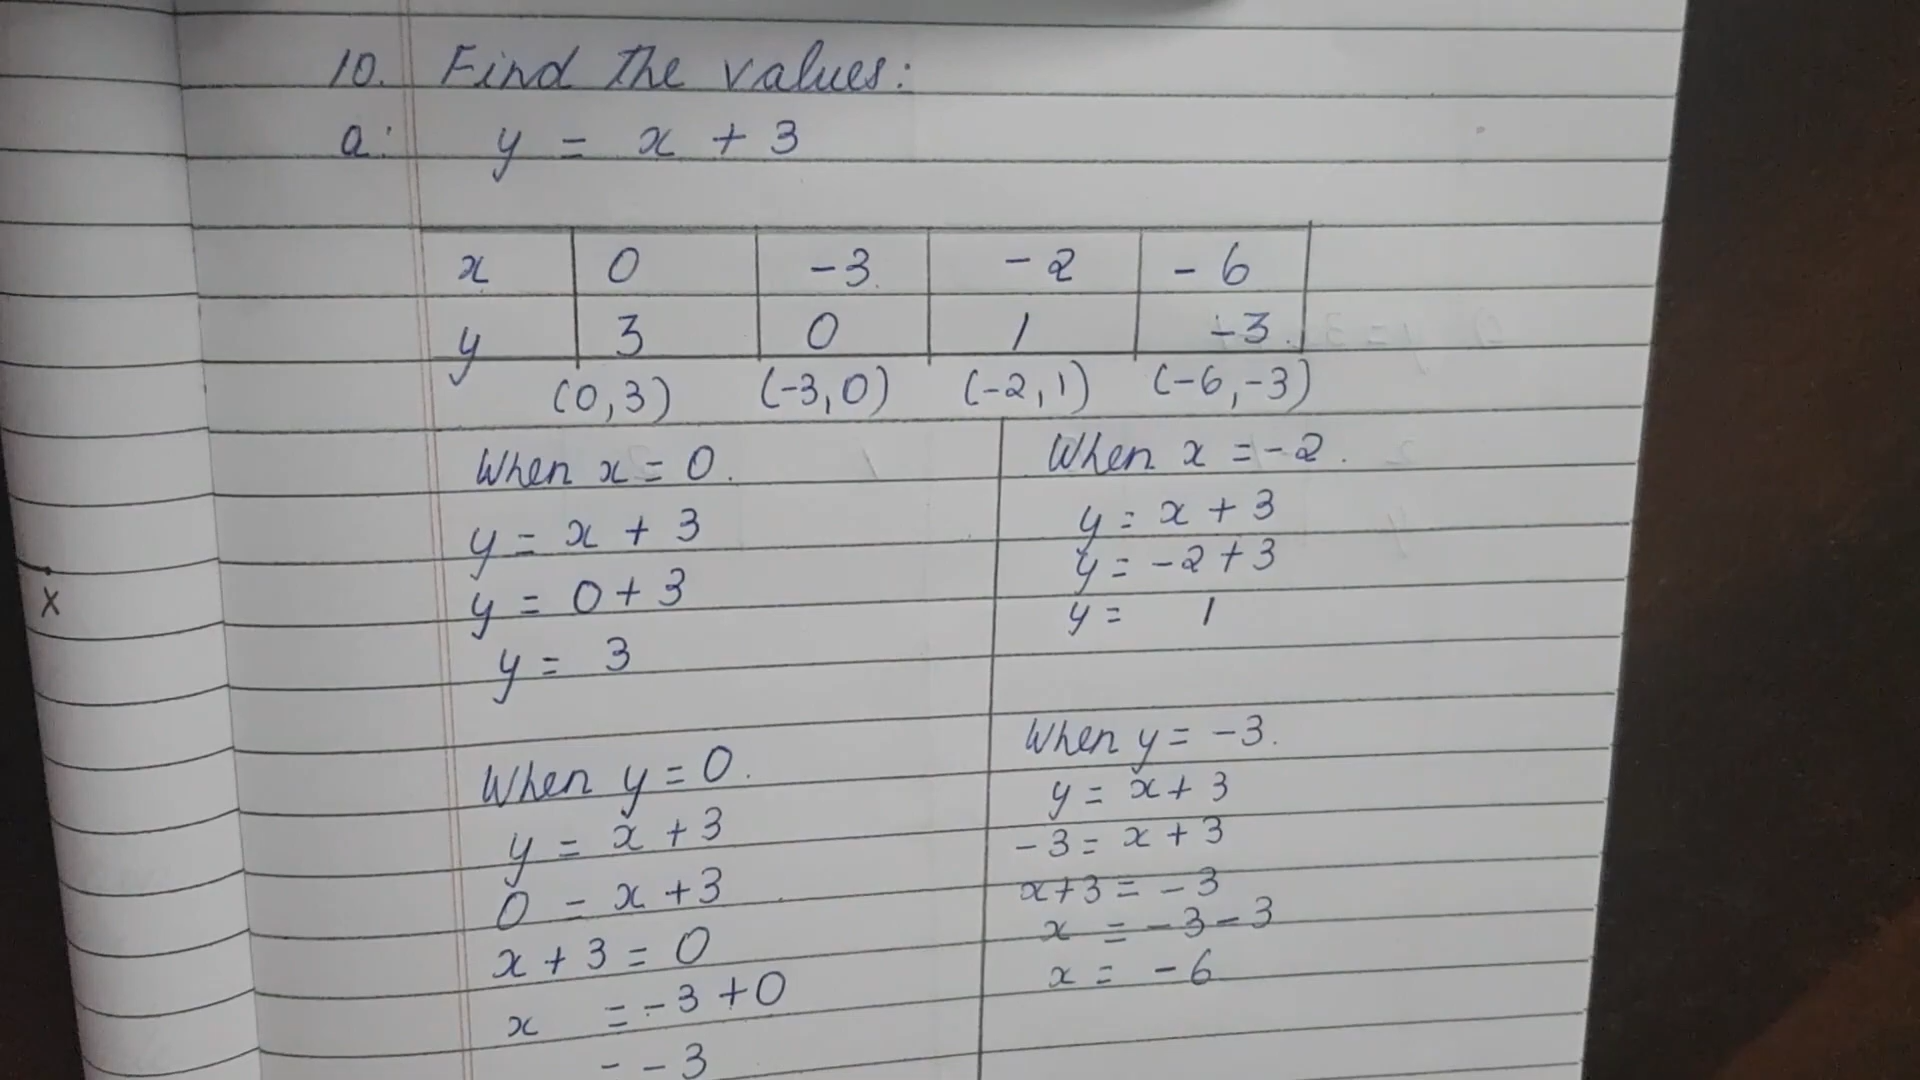 10. Find the values:
a: y = x + 3
x 0 -3 -2 -6
y 3 0 1 -3
(0,3) (-3,0) (-2,1) (-6,-3)
When x = 0.
y = x + 3
y = 0 + 3
y = 3
When y = 0.
y = x + 3
0 = x + 3
x + 3 = 0
x = -3 + 0
= -3
When x = -2.
y = x + 3
y = -2 + 3
y = 1
When y = -3.
y = x + 3
-3 = x + 3
x + 3 = -3
x = -3 - 3
x = -6
X